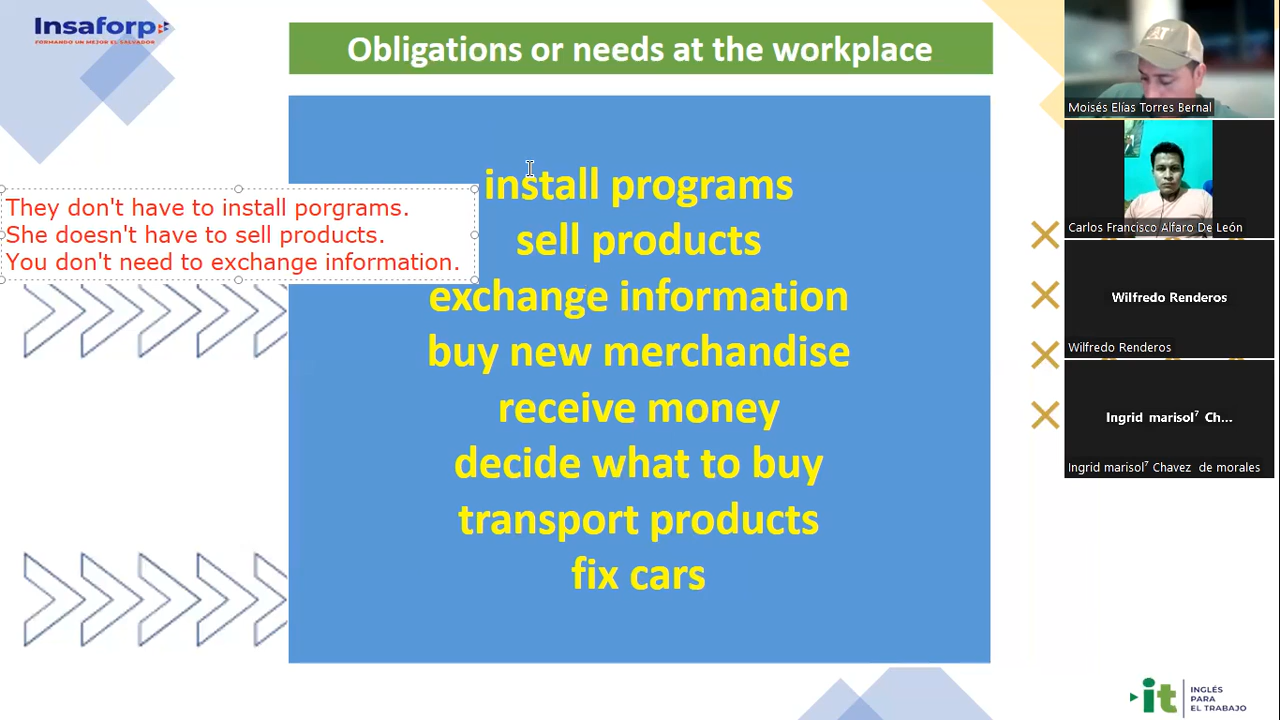 Insaforp
FORMANDO UN MEJOR EL SALVADOR
Obligations or needs at the workplace
install programs
sell products
exchange information
buy new merchandise
receive money
decide what to buy
transport products
fix cars
They don't have to install porgrams.
She doesn't have to sell products.
You don't need to exchange information.
Moisés Elías Torres Bernal
Carlos Francisco Alfaro De León
Wilfredo Renderos
Wilfredo Renderos
Ingrid marisol⁷ Ch...
Ingrid marisol⁷ Chavez de morales
it
INGLÉS
PARA
EL TRABAJO